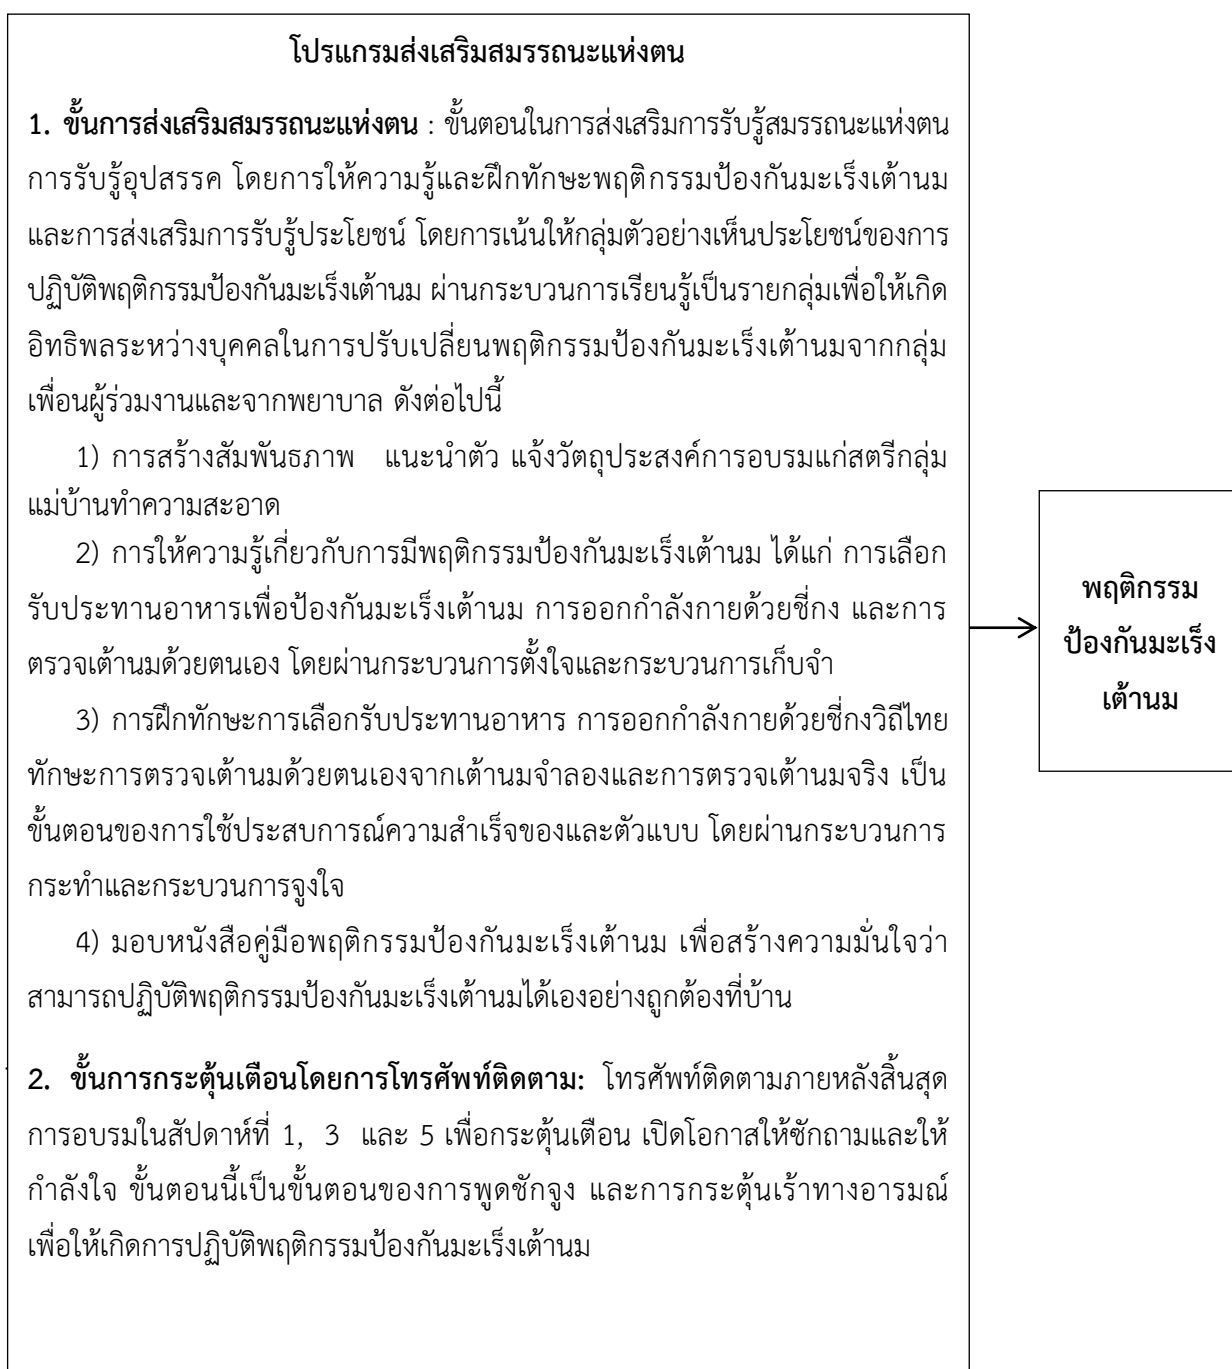 โปรแกรมส่งเสริมสมรรถนะแห่งตน
1. ขั้นการส่งเสริมสมรรถนะแห่งตน : ขั้นตอนในการส่งเสริมการรับรู้สมรรถนะแห่งตน
การรับรู้อุปสรรค โดยการให้ความรู้และฝึกทักษะพฤติกรรมป้องกันมะเร็งเต้านม
และการส่งเสริมการรับรู้ประโยชน์ โดยการเน้นให้กลุ่มตัวอย่างเห็นประโยชน์ของการ
ปฏิบัติพฤติกรรมป้องกันมะเร็งเต้านม ผ่านกระบวนการเรียนรู้เป็นรายกลุ่มเพื่อให้เกิด
อิทธิพลระหว่างบุคคลในการปรับเปลี่ยนพฤติกรรมป้องกันมะเร็งเต้านมจากกลุ่ม
เพื่อนผู้ร่วมงานและจากพยาบาล ดังต่อไปนี้
1) การสร้างสัมพันธภาพ แนะนำตัว แจ้งวัตถุประสงค์การอบรมแก่สตรีกลุ่ม
แม่บ้านทำความสะอาด
2) การให้ความรู้เกี่ยวกับการมีพฤติกรรมป้องกันมะเร็งเต้านม ได้แก่ การเลือก
รับประทานอาหารเพื่อป้องกันมะเร็งเต้านม การออกกำลังกายด้วยชี่กง และการ
ตรวจเต้านมด้วยตนเอง โดยผ่านกระบวนการตั้งใจและกระบวนการเก็บจำ
3) การฝึกทักษะการเลือกรับประทานอาหาร การออกกำลังกายด้วยชี่กงวิถีไทย
ทักษะการตรวจเต้านมด้วยตนเองจากเต้านมจำลองและการตรวจเต้านมจริง เป็น
ขั้นตอนของการใช้ประสบการณ์ความสำเร็จของและตัวแบบ โดยผ่านกระบวนการ
กระทำและกระบวนการจูงใจ
4) มอบหนังสือคู่มือพฤติกรรมป้องกันมะเร็งเต้านม เพื่อสร้างความมั่นใจว่า
สามารถปฏิบัติพฤติกรรมป้องกันมะเร็งเต้านมได้เองอย่างถูกต้องที่บ้าน
2. ขั้นการกระตุ้นเตือนโดยการโทรศัพท์ติดตาม: โทรศัพท์ติดตามภายหลังสิ้นสุด
การอบรมในสัปดาห์ที่ 1, 3 และ 5 เพื่อกระตุ้นเตือน เปิดโอกาสให้ซักถามและให้
กำลังใจ ขั้นตอนนี้เป็นขั้นตอนของการพูดชักจูง และการกระตุ้นเร้าทางอารมณ์
เพื่อให้เกิดการปฏิบัติพฤติกรรมป้องกันมะเร็งเต้านม
พฤติกรรม
ป้องกันมะเร็ง
เต้านม